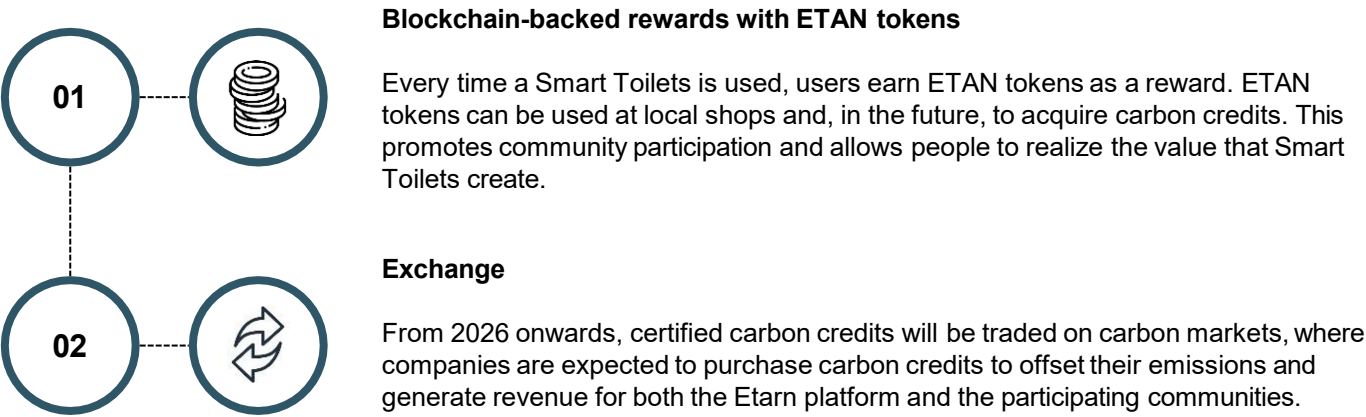 Blockchain-backed rewards with ETAN tokens
01
Every time a Smart Toilets is used, users earn ETAN tokens as a reward. ETAN
tokens can be used at local shops and, in the future, to acquire carbon credits. This
promotes community participation and allows people to realize the value that Smart
Toilets create.
Exchange
02
From 2026 onwards, certified carbon credits will be traded on carbon markets, where
companies are expected to purchase carbon credits to offset their emissions and
generate revenue for both the Etarn platform and the participating communities.